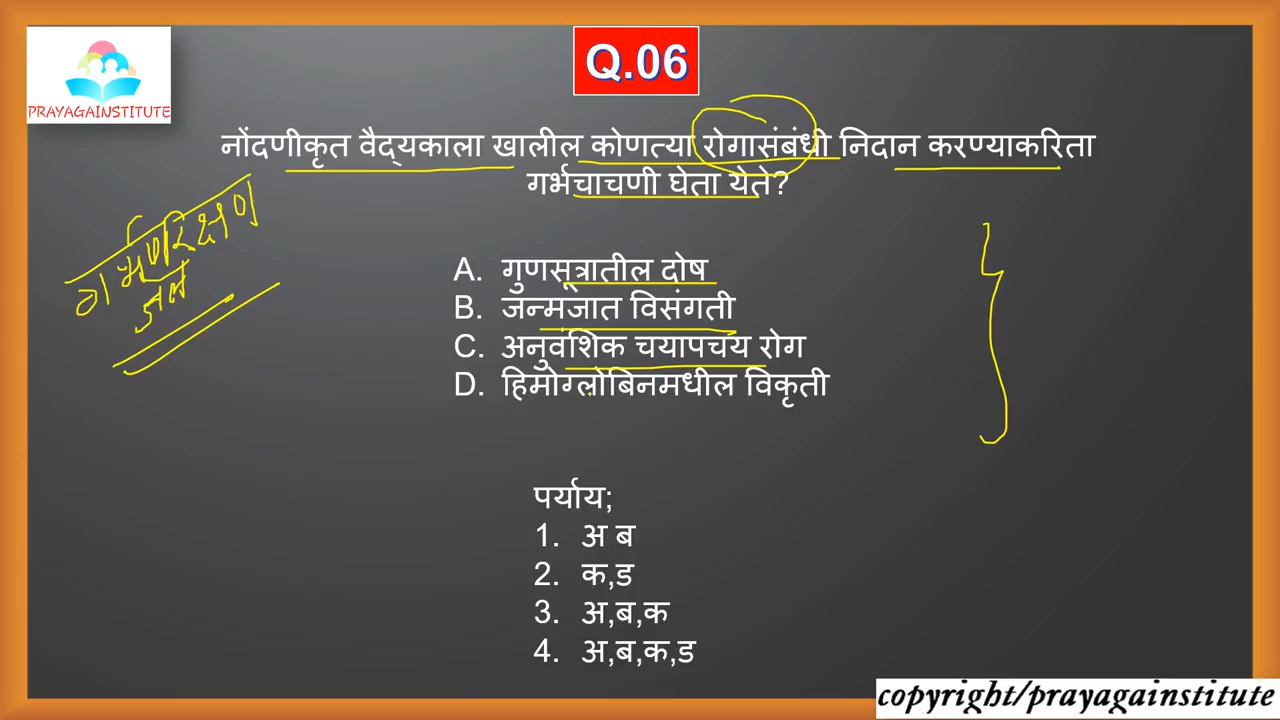 PRAYAGAINSTITUTE
Q.06
नोंदणीकृत वैद्यकाला खालील कोणत्या रोगासंबंधी निदान करण्याकरिता
गर्भचाचणी घेता येते?
A. गुणसूत्रातील दोष
B. जन्मजात विसंगती
C. अनुवंशिक चयापचय रोग
D. हिमोग्लोबिनमधील विकृती
पर्याय;
1. अ ब
2. क,ड
3. अ,ब,क
4. अ,ब,क,ड
copyright/prayagainstitute